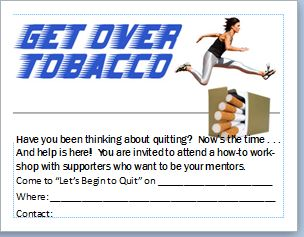 GET OVER
TOBACCO
Have you been thinking about quitting?  Now's the time . . .
And help is here!  You are invited to attend a how-to work-
shop with supporters who want to be your mentors.
Come to "Let's Begin to Quit" on ______________________
Where: ____________________________________________
Contact: